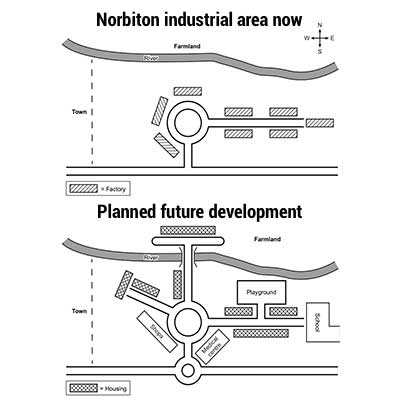 Norbiton industrial area now
N
W E
S
Farmland
River
Town
= Factory
Planned future development
Farmland
River
Playground
Town
School
Shops
Medical
centre
= Housing